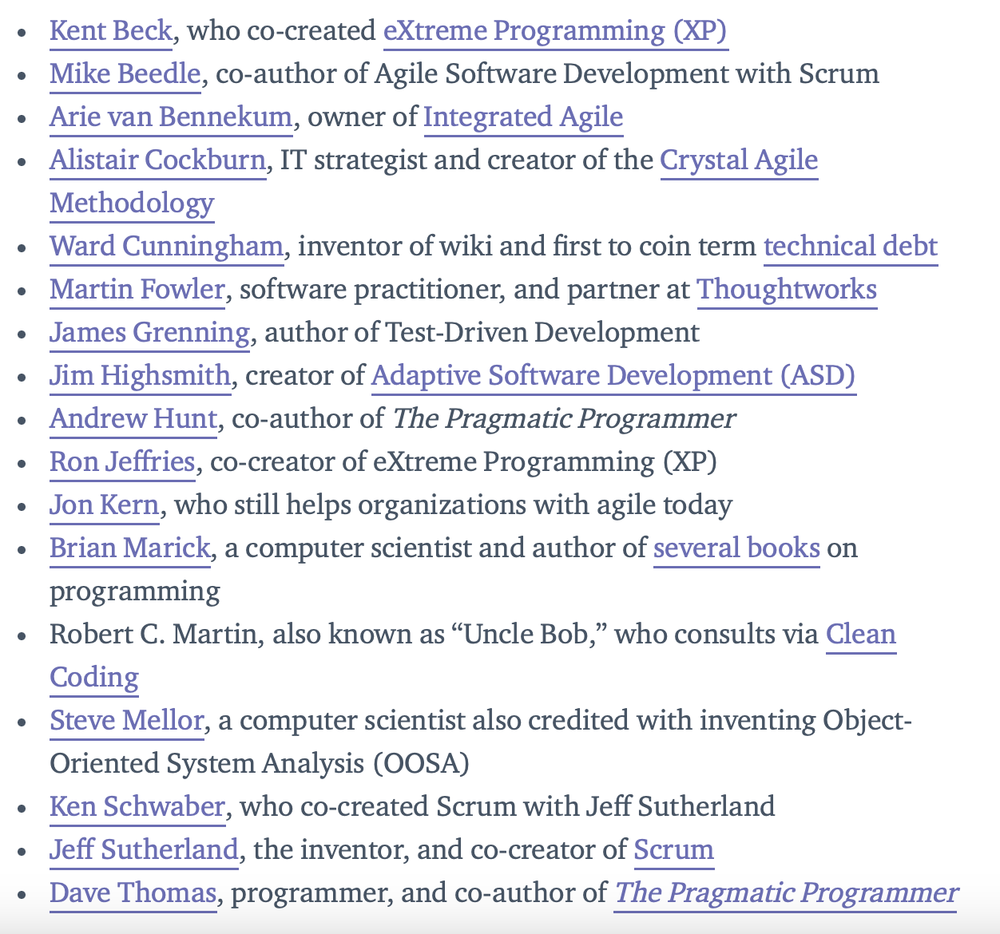 • Kent Beck, who co-created eXtreme Programming (XP)
• Mike Beedle, co-author of Agile Software Development with Scrum
• Arie van Bennekum, owner of Integrated Agile
• Alistair Cockburn, IT strategist and creator of the Crystal Agile
Methodology
• Ward Cunningham, inventor of wiki and first to coin term technical debt
• Martin Fowler, software practitioner, and partner at Thoughtworks
• James Grenning, author of Test-Driven Development
• Jim Highsmith, creator of Adaptive Software Development (ASD)
• Andrew Hunt, co-author of The Pragmatic Programmer
• Ron Jeffries, co-creator of eXtreme Programming (XP)
• Jon Kern, who still helps organizations with agile today
• Brian Marick, a computer scientist and author of several books on
programming
• Robert C. Martin, also known as “Uncle Bob,” who consults via Clean
Coding
• Steve Mellor, a computer scientist also credited with inventing Object-
Oriented System Analysis (OOSA)
• Ken Schwaber, who co-created Scrum with Jeff Sutherland
• Jeff Sutherland, the inventor, and co-creator of Scrum
• Dave Thomas, programmer, and co-author of The Pragmatic Programmer